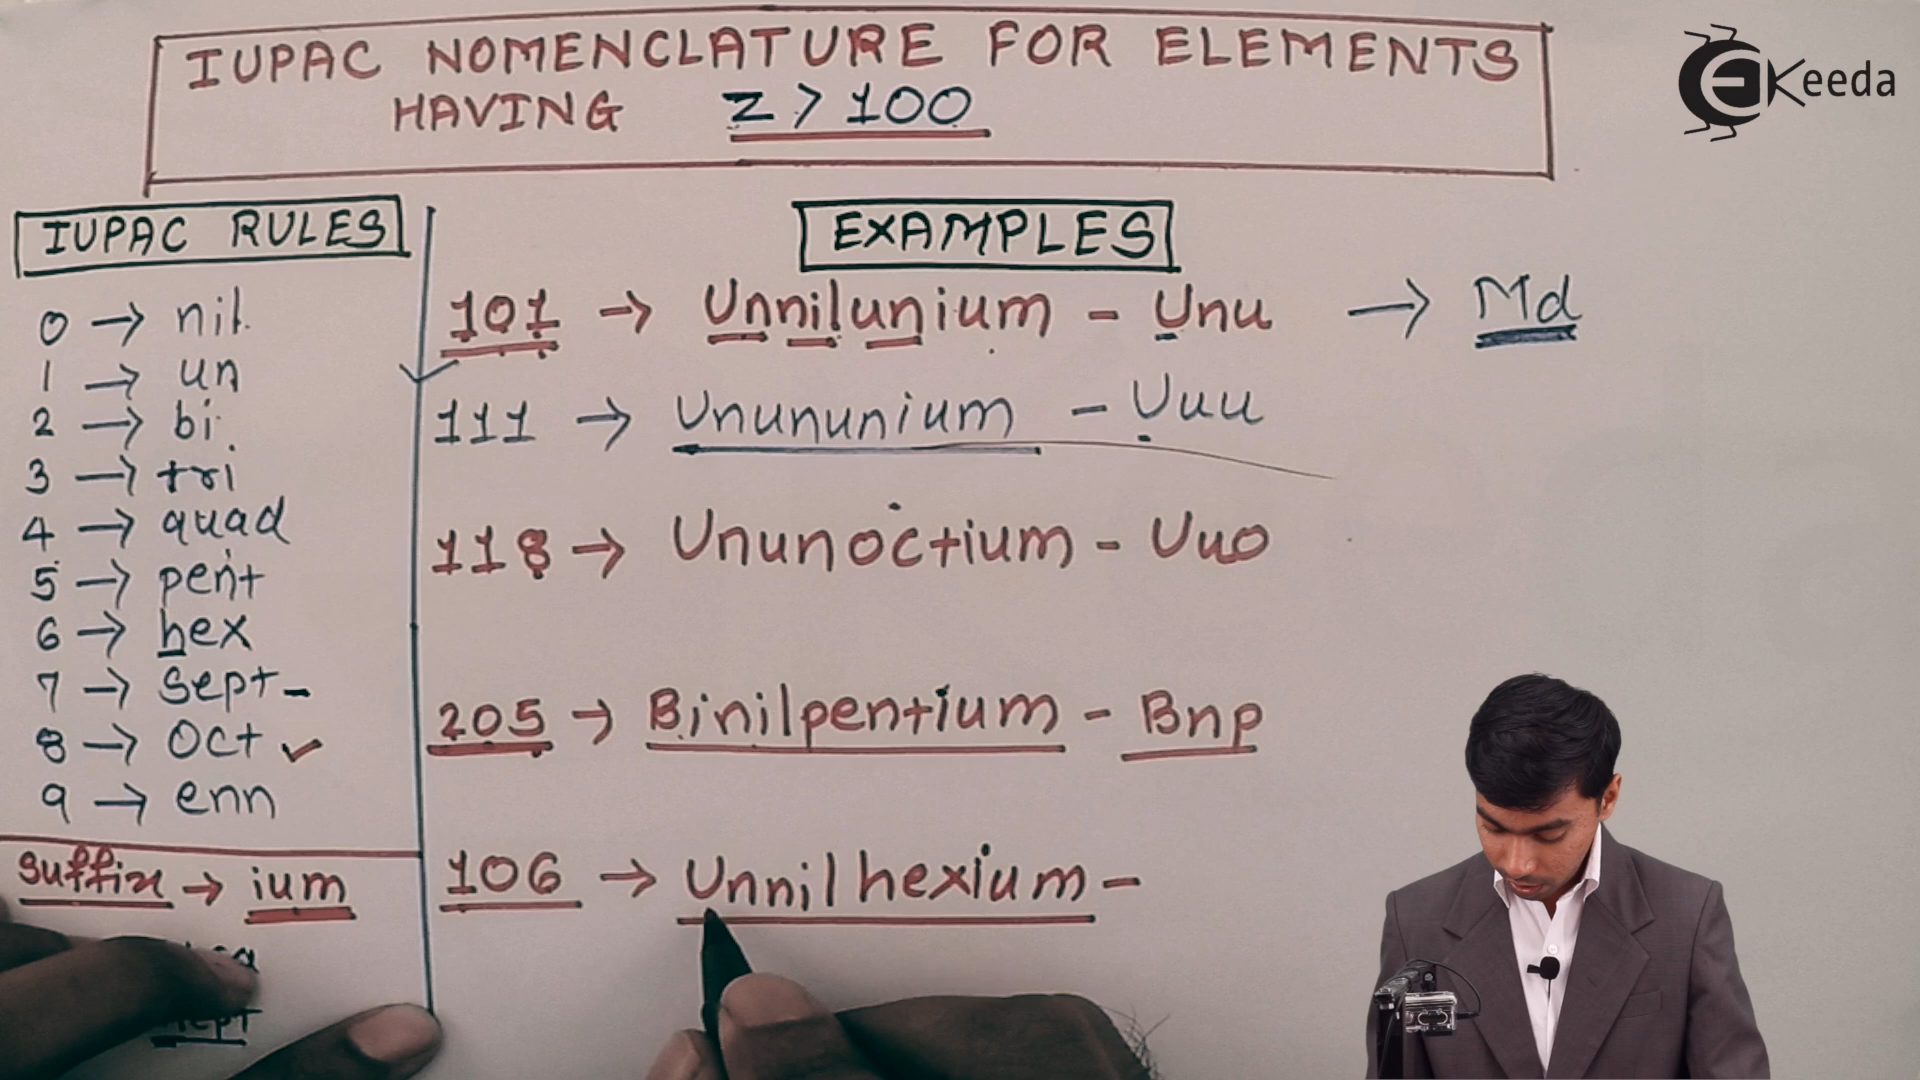 IUPAC NOMENCLATURE FOR ELEMENTS
HAVING Z > 100
eKeeda
IUPAC RULES
0 → nil
1 → un
2 → bi
3 → tri
4 → quad
5 → pent
6 → hex
7 → sept
8 → oct ✓
9 → enn
Suffix → ium
EXAMPLES
101 → Unnilunium - Unu → Md
111 → Unununium - Uuu
118 → Ununoctium - Uuo
205 → Binilpentium - Bnp
106 → Unnilhexium -